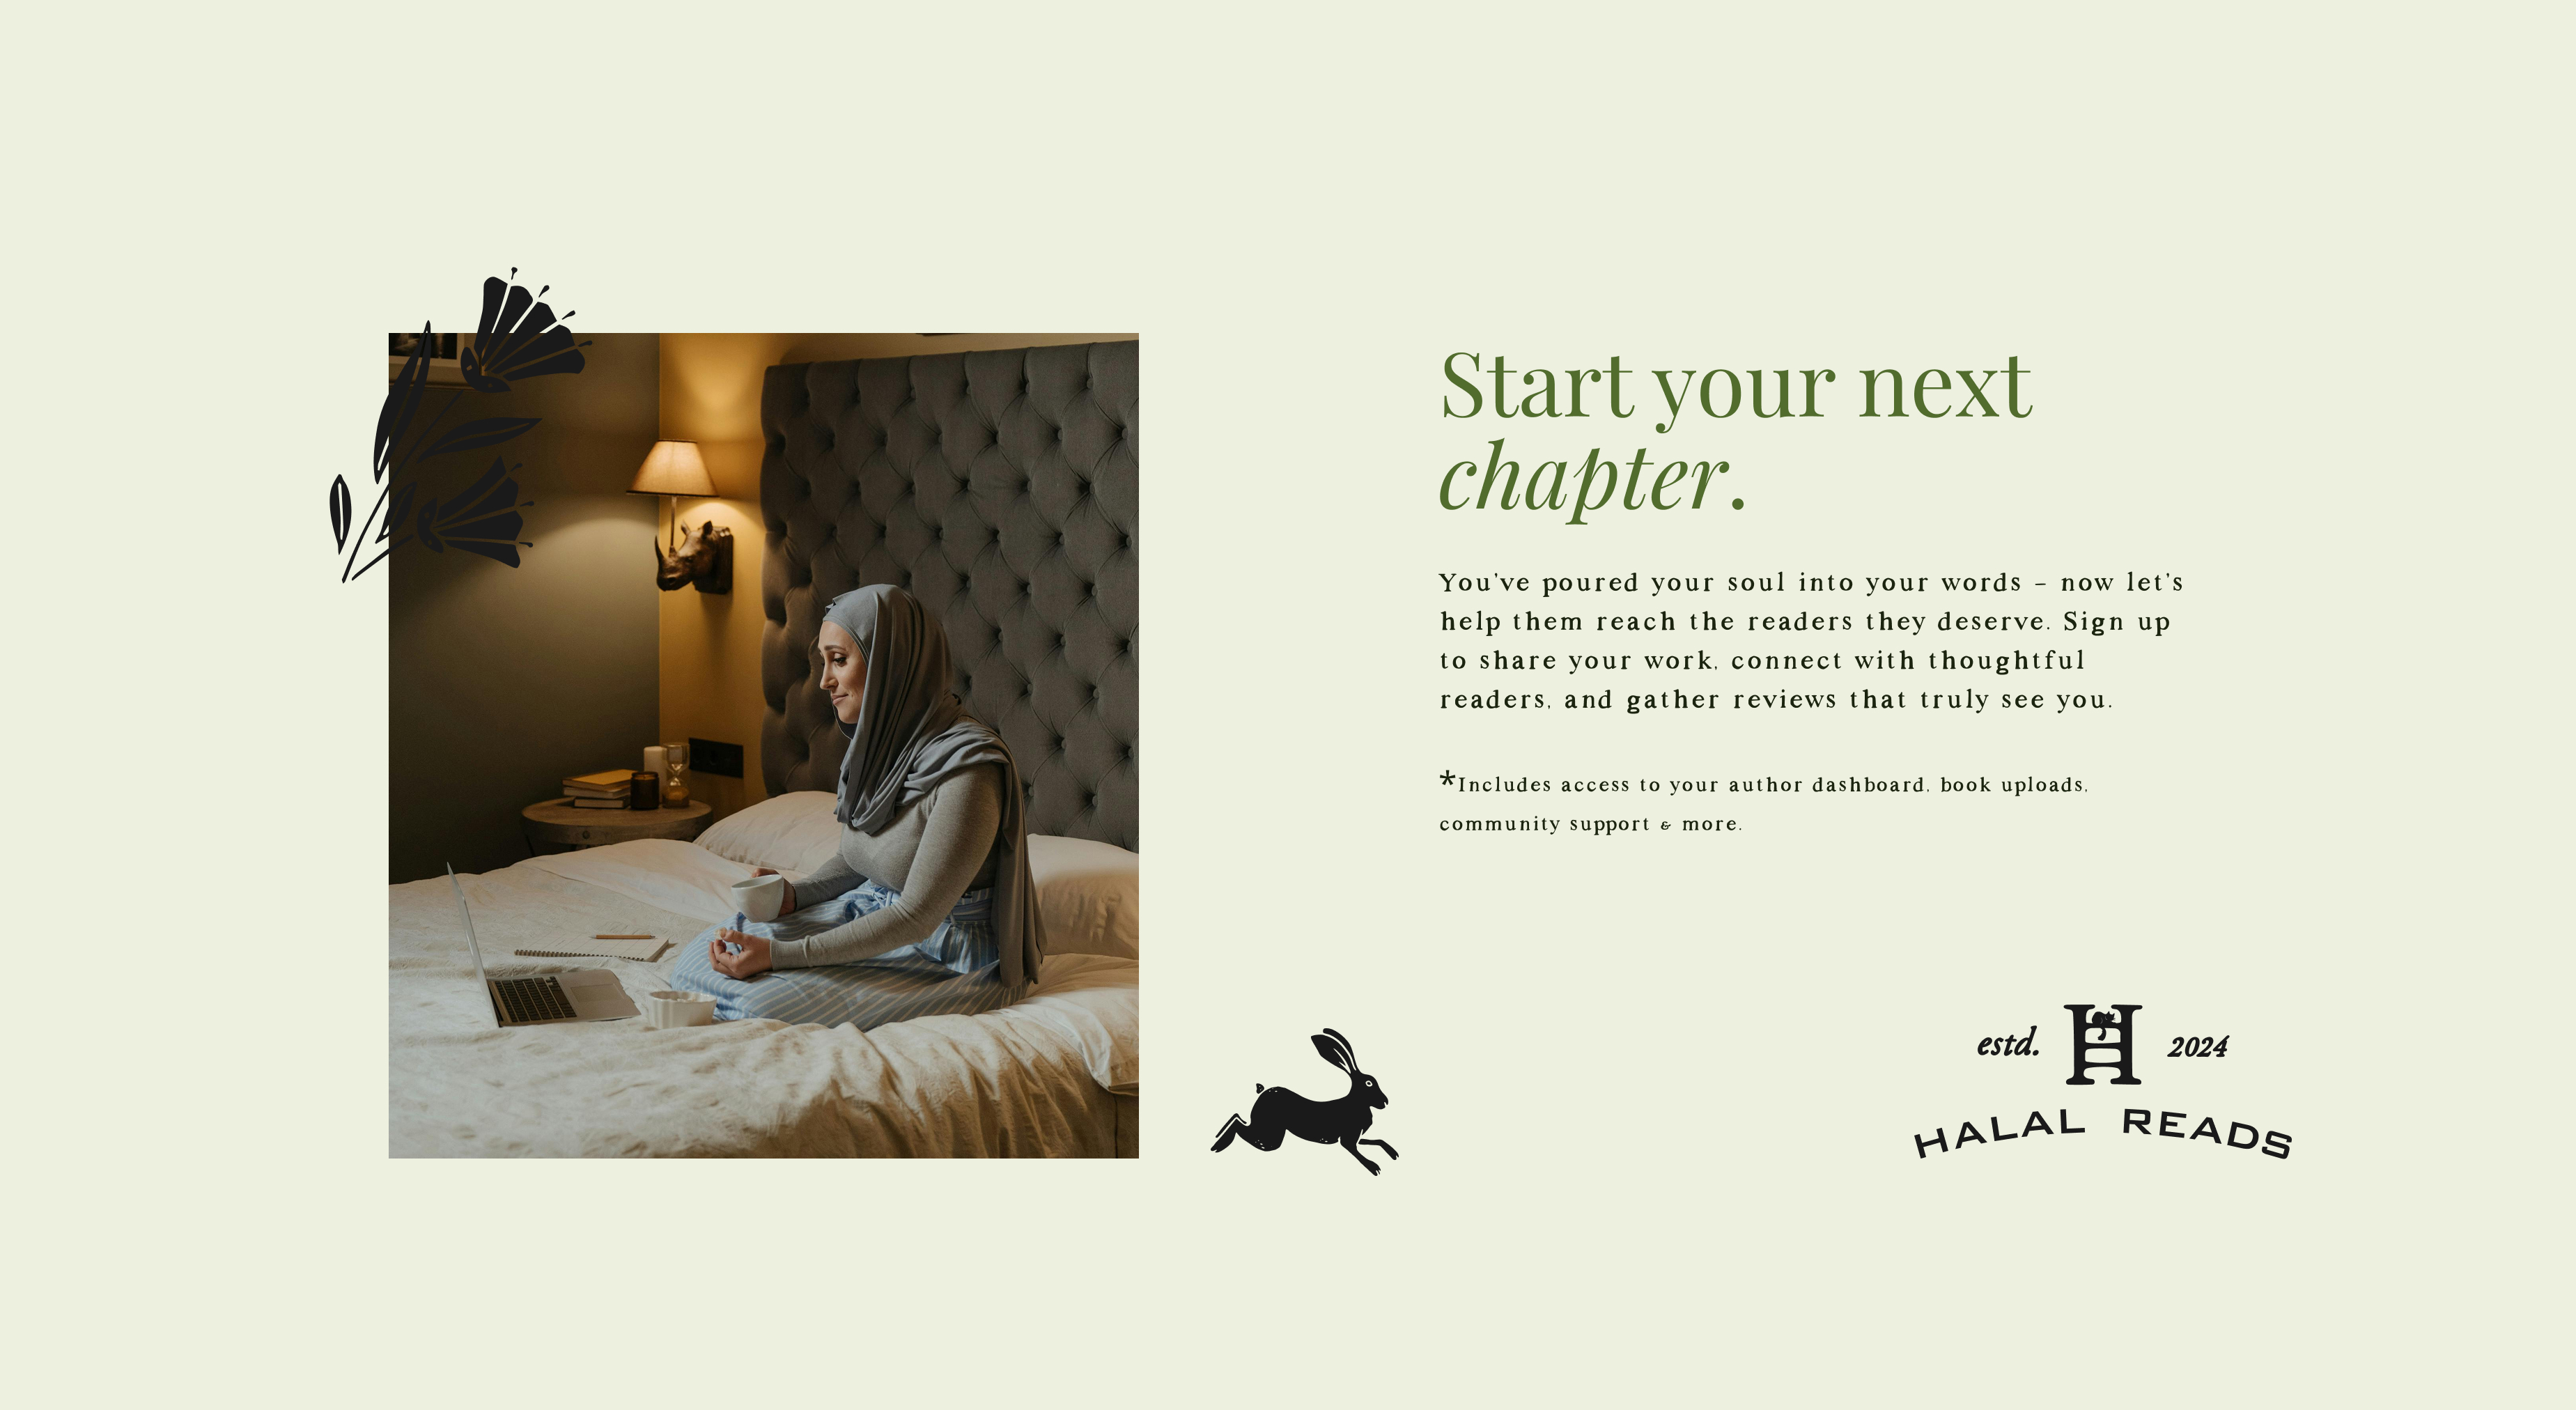 Start your next
chapter.
You've poured your soul into your words – now let's
help them reach the readers they deserve. Sign up
to share your work, connect with thoughtful
readers, and gather reviews that truly see you.
*Includes access to your author dashboard, book uploads,
community support & more.
estd. H 2024
HALAL READS